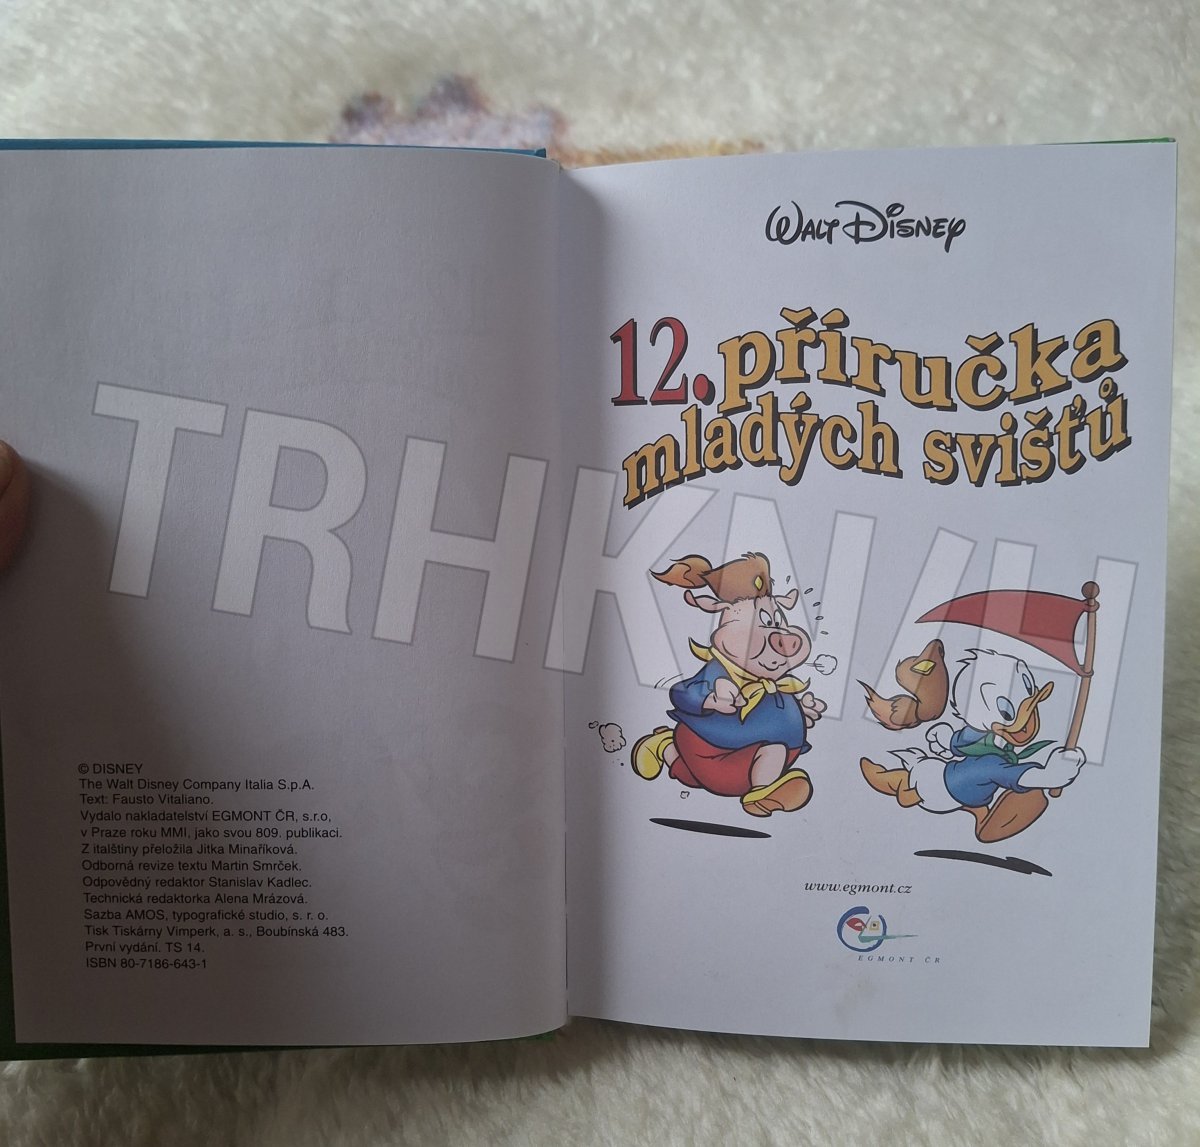 © DISNEY
The Walt Disney Company Italia S.p.A.
Text: Fausto Vitaliano.
Vydalo nakladatelství EGMONT ČR, s.r.o,
v Praze roku MMI, jako svou 809. publikaci.
Z italštiny přeložila Jitka Minaříková.
Odborná revize textu Martin Smrček.
Odpovědný redaktor Stanislav Kadlec.
Technická redaktorka Alena Mrázová.
Sazba AMOS, typografické studio, s. r. o.
Tisk Tiskárny Vimperk, a. s., Boubínská 483.
První vydání. TS 14.
ISBN 80-7186-643-1
WALT DISNEY
12. příručka
mladých svišťů
www.egmont.cz
EGMONT ČR
TRHKNIH